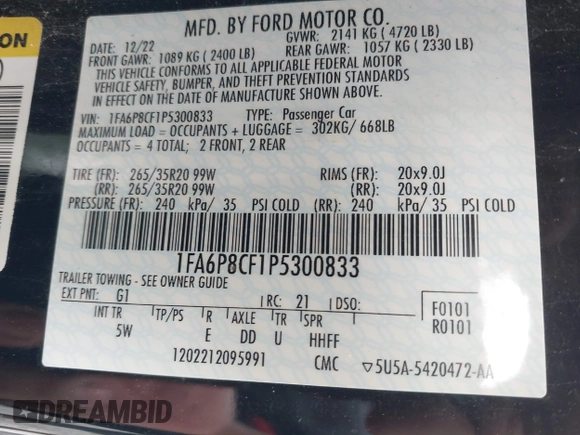 ON
MFD. BY FORD MOTOR CO.
DATE: 12/22 GVWR: 2141 KG ( 4720 LB)
FRONT GAWR: 1089 KG ( 2400 LB) REAR GAWR: 1057 KG ( 2330 LB)
THIS VEHICLE CONFORMS TO ALL APPLICABLE FEDERAL MOTOR
VEHICLE SAFETY, BUMPER, AND THEFT PREVENTION STANDARDS
IN EFFECT ON THE DATE OF MANUFACTURE SHOWN ABOVE.
VIN: 1FA6P8CF1P5300833 TYPE: Passenger Car
MAXIMUM LOAD = OCCUPANTS + LUGGAGE = 302KG/ 668LB
OCCUPANTS = 4 TOTAL; 2 FRONT, 2 REAR
TIRE (FR): 265/35R20 99W RIMS (FR): 20x9.0J
(RR): 265/35R20 99W (RR): 20x9.0J
PRESSURE (FR): 240 kPa/ 35 PSI COLD (RR): 240 kPa/ 35 PSI COLD
1FA6P8CF1P5300833
TRAILER TOWING - SEE OWNER GUIDE
EXT PNT: G1 RC: 21 DSO: F0101
R0101
INT TR TP/PS R AXLE TR SPR
5W E DD U HHFF
1202212095991 CMC ▽5U5A-5420472-AA
DREAMBID